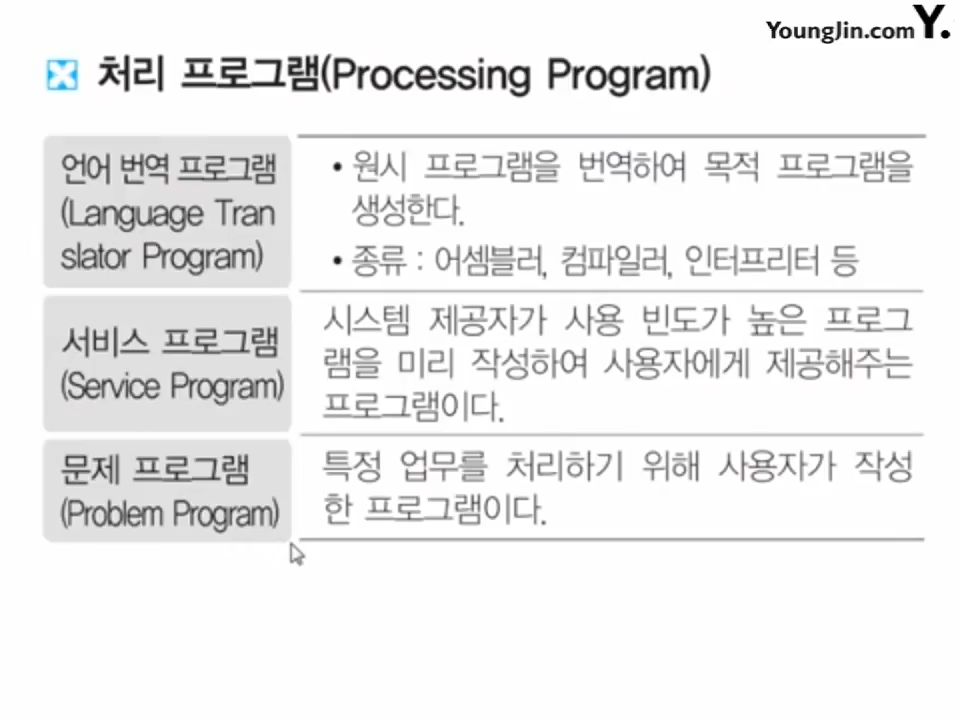 YoungJin.com Y.
처리 프로그램(Processing Program)
언어 번역 프로그램
(Language Tran
slator Program)
• 원시 프로그램을 번역하여 목적 프로그램을
생성한다.
• 종류 : 어셈블러, 컴파일러, 인터프리터 등
서비스 프로그램
(Service Program)
시스템 제공자가 사용 빈도가 높은 프로그
램을 미리 작성하여 사용자에게 제공해주는
프로그램이다.
문제 프로그램
(Problem Program)
특정 업무를 처리하기 위해 사용자가 작성
한 프로그램이다.